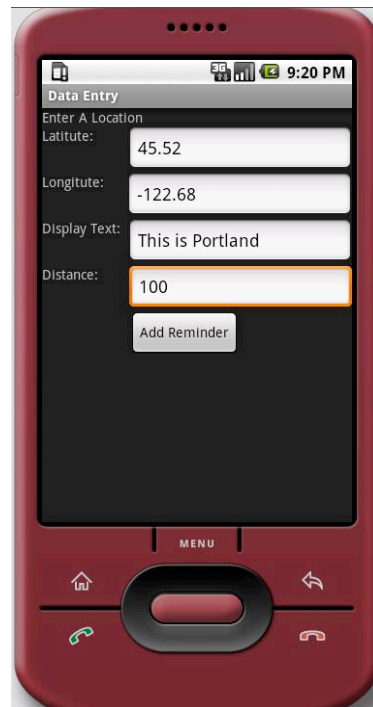 3G 9:20 PM
Data Entry
Enter A Location
Latitute: 45.52
Longitute: -122.68
Display Text: This is Portland
Distance: 100
Add Reminder
MENU